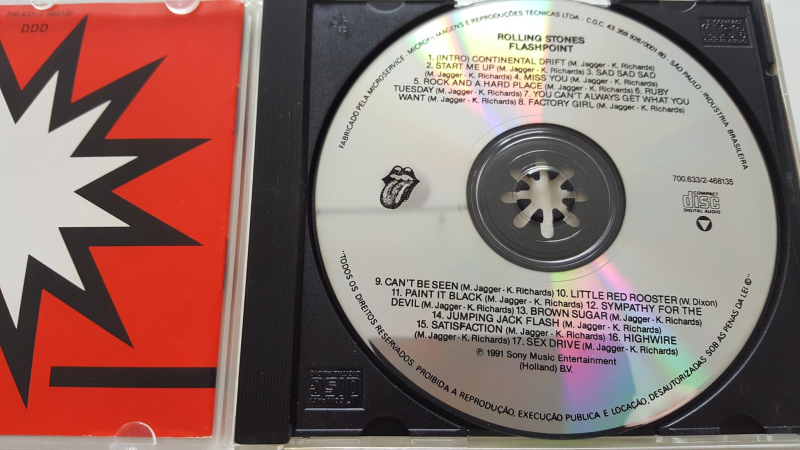 700.633/2-468135
DDD
FABRICADO PELA MICROSERVICE - MICROFILMAGENS E REPRODUÇÕES TÉCNICAS LTDA - C.G.C. 43 359 926/0001 80 - SÃO PAULO - INDÚSTRIA BRASILEIRA
ROLLING STONES
FLASHPOINT
1. (INTRO) CONTINENTAL DRIFT (M. Jagger - K. Richards)
2. START ME UP (M. Jagger - K. Richards) 3. SAD SAD SAD
(M. Jagger - K. Richards) 4. MISS YOU (M. Jagger - K. Richards)
5. ROCK AND A HARD PLACE (M. Jagger - K. Richards) 6. RUBY
TUESDAY (M. Jagger - K. Richards) 7. YOU CAN'T ALWAYS GET WHAT YOU
WANT (M. Jagger - K. Richards) 8. FACTORY GIRL (M. Jagger - K. Richards)
700.633/2-468135
COMPACT
disc
DIGITAL AUDIO
9. CAN'T BE SEEN (M. Jagger - K. Richards) 10. LITTLE RED ROOSTER (W. Dixon)
11. PAINT IT BLACK (M. Jagger - K. Richards) 12. SYMPATHY FOR THE
DEVIL (M. Jagger - K. Richards) 13. BROWN SUGAR (M. Jagger - K. Richards)
14. JUMPING JACK FLASH (M. Jagger - K. Richards)
15. SATISFACTION (M. Jagger - K. Richards) 16. HIGHWIRE
(M. Jagger - K. Richards) 17. SEX DRIVE (M. Jagger - K. Richards)
℗ 1991 Sony Music Entertainment
(Holland) B.V.
"TODOS OS DIREITOS RESERVADOS. PROIBIDA A REPRODUÇÃO, EXECUÇÃO PUBLICA E LOCAÇÃO, DESAUTORIZADAS SOB AS PENAS DA LEI ©"